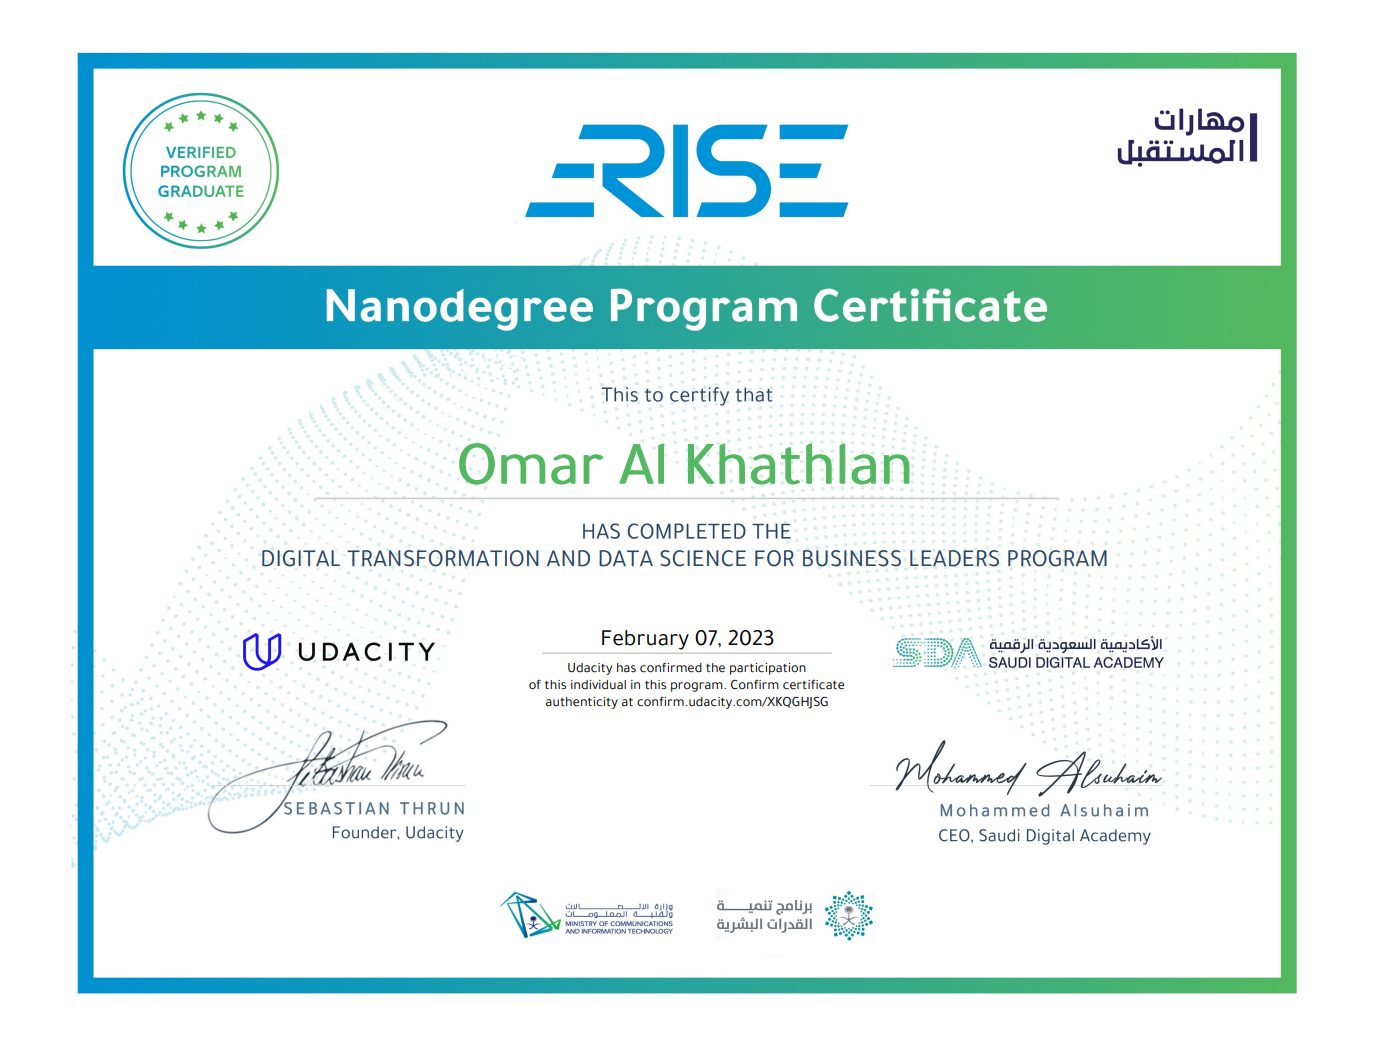 VERIFIED
PROGRAM
GRADUATE
ERISE
مهارات
المستقبل
Nanodegree Program Certificate
This to certify that
Omar Al Khathlan
HAS COMPLETED THE
DIGITAL TRANSFORMATION AND DATA SCIENCE FOR BUSINESS LEADERS PROGRAM
UDACITY
February 07, 2023
Udacity has confirmed the participation
of this individual in this program. Confirm certificate
authenticity at confirm.udacity.com/XKQGHJSG
SDA
الأكاديمية السعودية الرقمية
SAUDI DIGITAL ACADEMY
Sebastian Thrun
SEBASTIAN THRUN
Founder, Udacity
Mohammed Alsuhaim
Mohammed Alsuhaim
CEO, Saudi Digital Academy
وزارة الاتـصـــالات
وتقنية المعلومات
MINISTRY OF COMMUNICATIONS
AND INFORMATION TECHNOLOGY
برنامج تنميــــة
القدرات البشرية